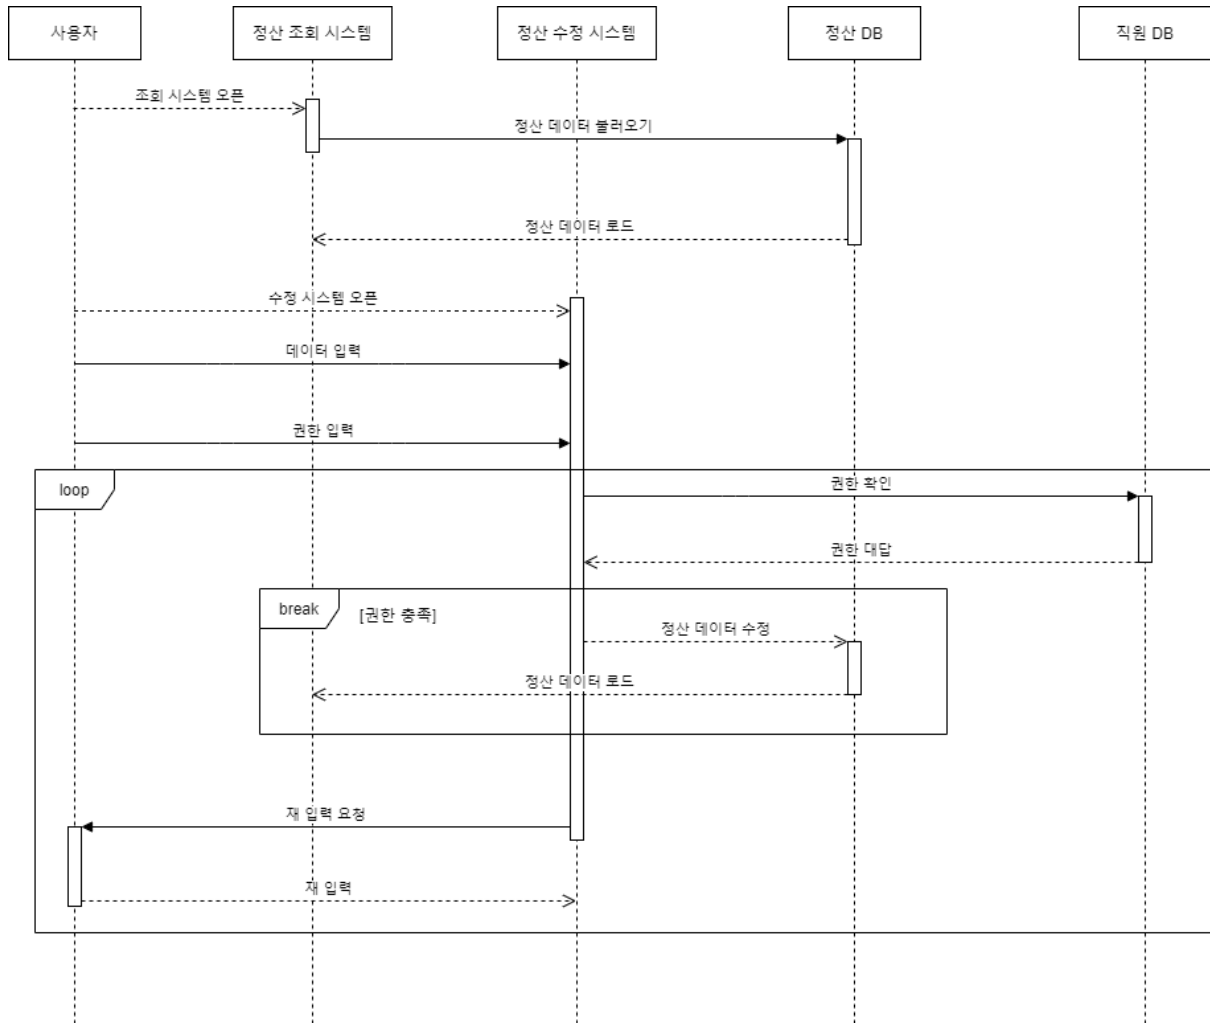 사용자
정산 조회 시스템
정산 수정 시스템
정산 DB
직원 DB
조회 시스템 오픈
정산 데이터 불러오기
정산 데이터 로드
수정 시스템 오픈
데이터 입력
권한 입력
loop
권한 확인
권한 대답
break
[권한 충족]
정산 데이터 수정
정산 데이터 로드
재 입력 요청
재 입력